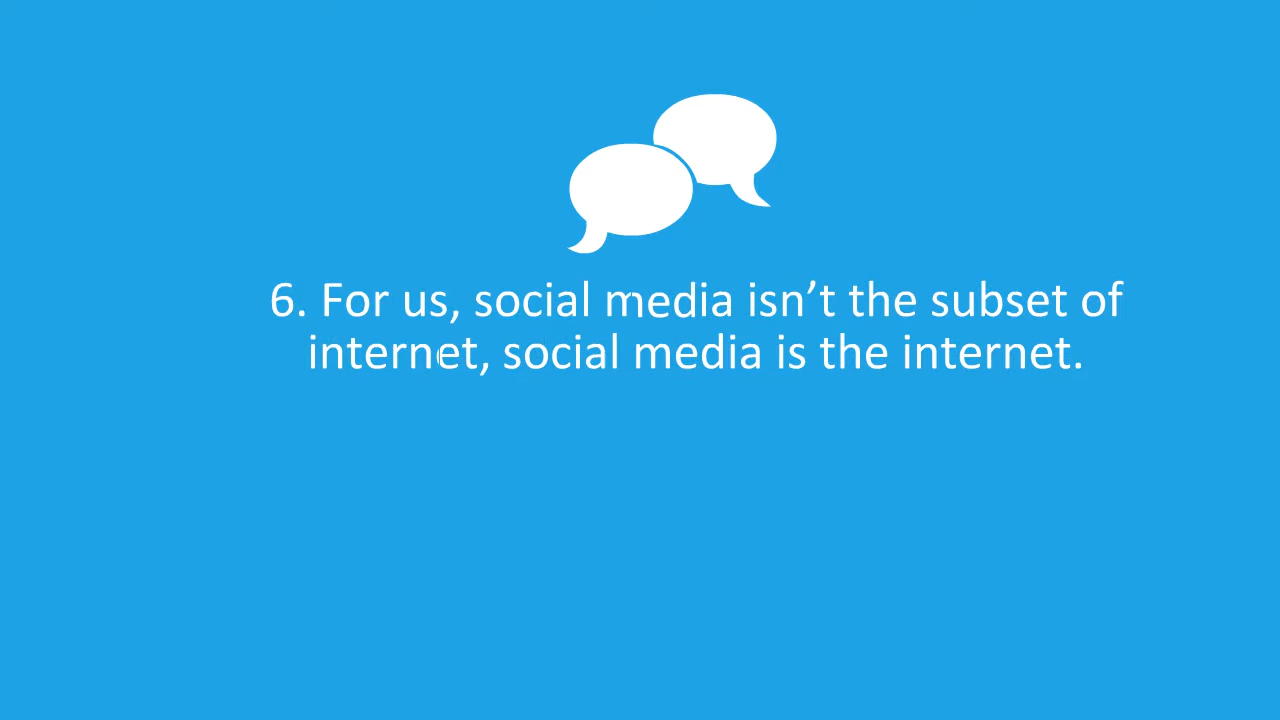 6. For us, social media isn’t the subset of
internet, social media is the internet.